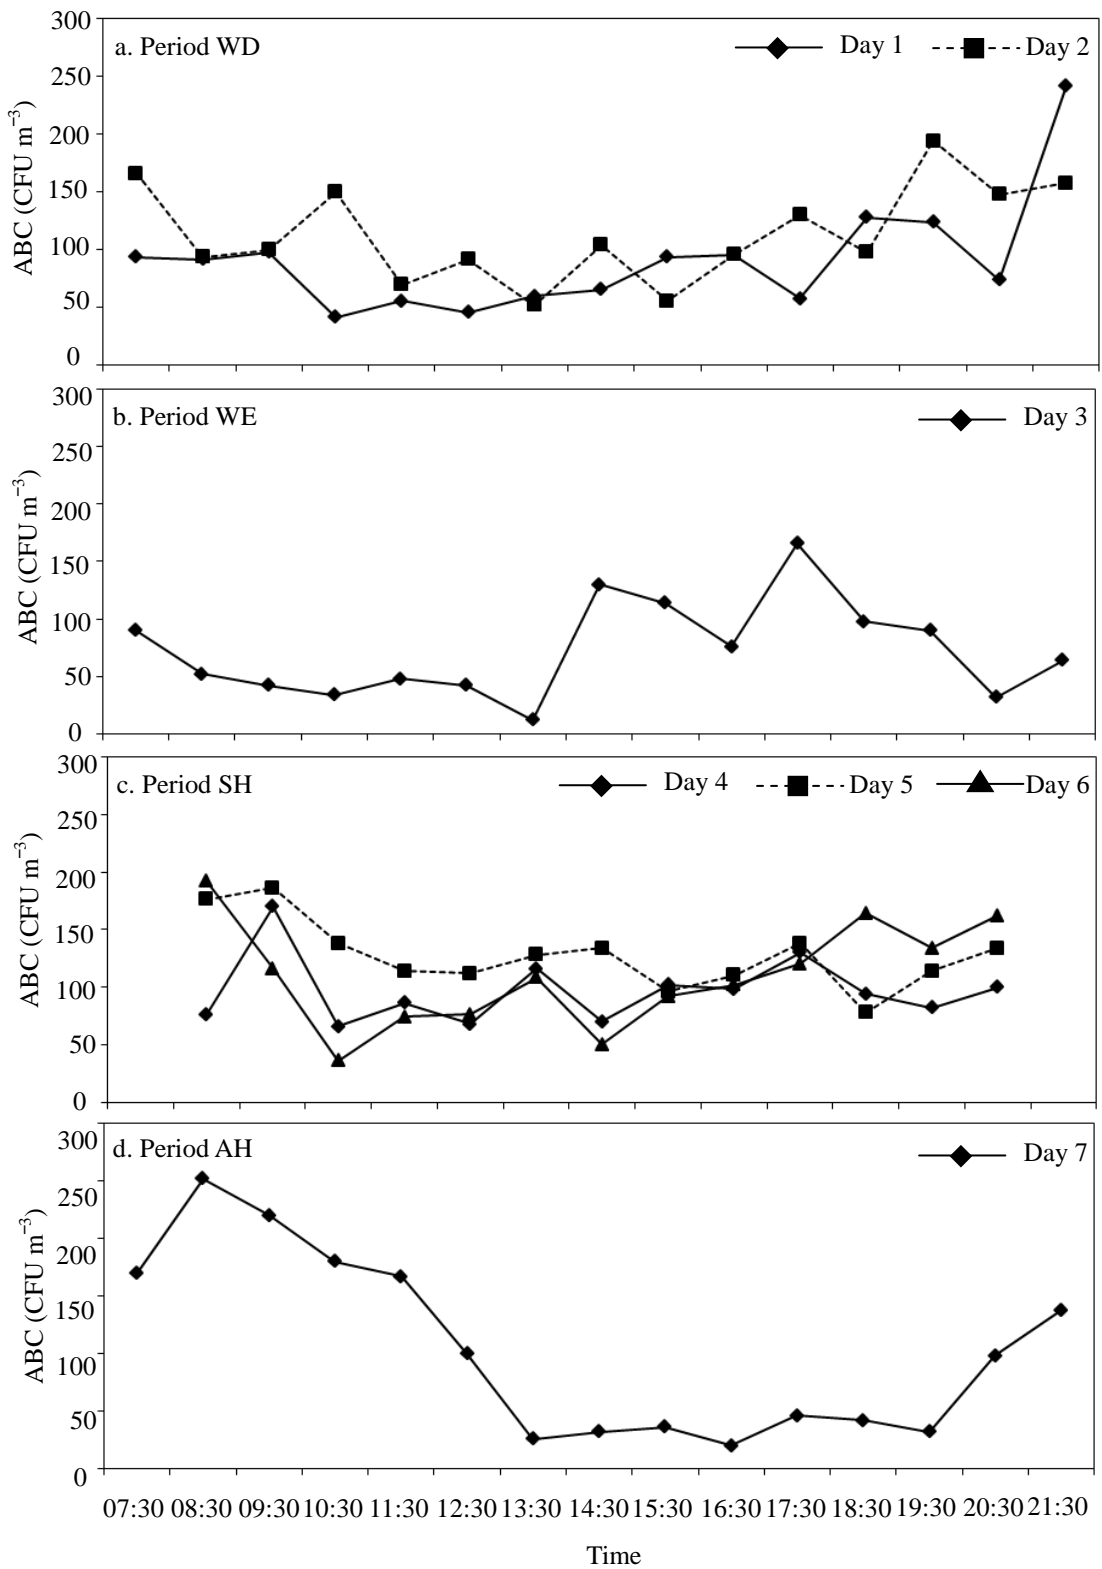 300
a. Period WD
Day 1
Day 2
250
200
150
100
50
0
ABC (CFU m⁻³)
300
b. Period WE
Day 3
250
200
150
100
50
0
ABC (CFU m⁻³)
300
c. Period SH
Day 4
Day 5
Day 6
250
200
150
100
50
0
ABC (CFU m⁻³)
300
d. Period AH
Day 7
250
200
150
100
50
0
ABC (CFU m⁻³)
07:30 08:30 09:30 10:30 11:30 12:30 13:30 14:30 15:30 16:30 17:30 18:30 19:30 20:30 21:30
Time